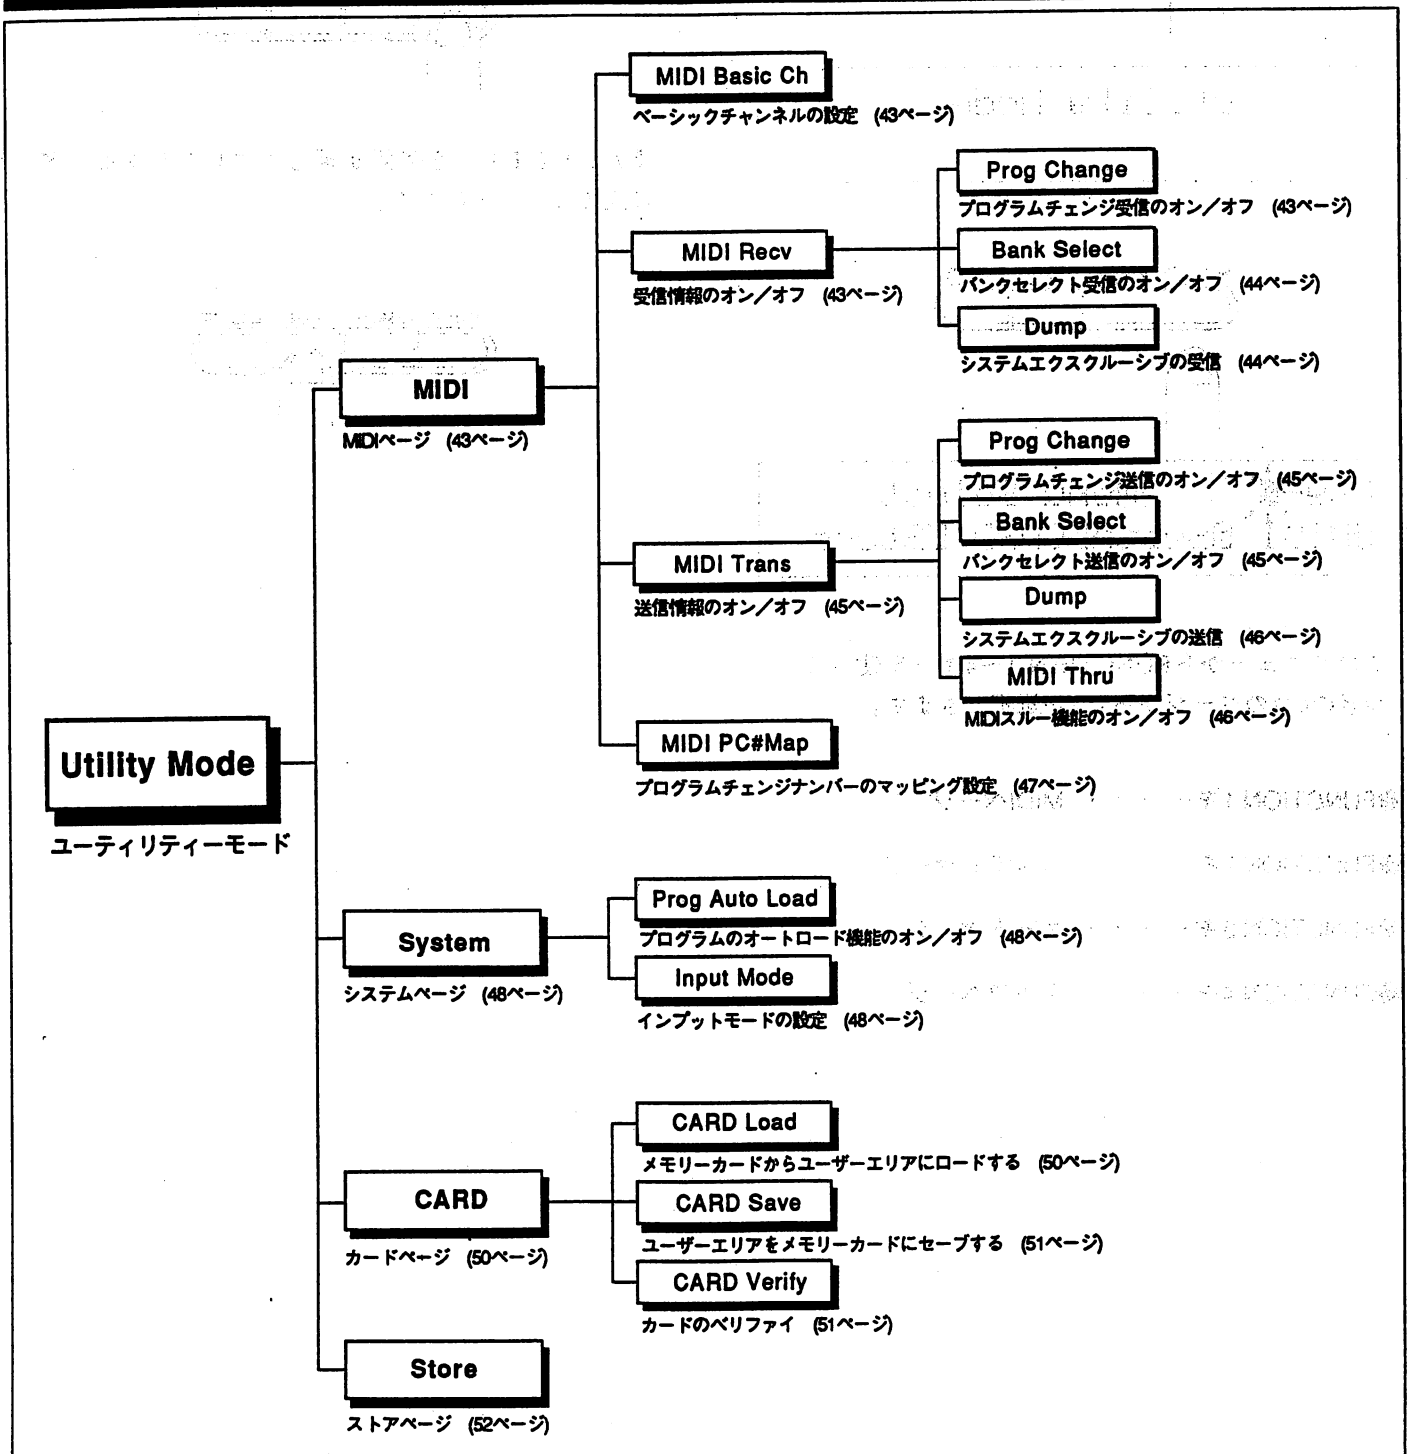 MIDI Basic Ch
ベーシックチャンネルの設定 (43ページ)
Prog Change
プログラムチェンジ受信のオン／オフ (43ページ)
MIDI Recv
受信情報のオン／オフ (43ページ)
Bank Select
バンクセレクト受信のオン／オフ (44ページ)
Dump
システムエクスクルーシブの受信 (44ページ)
MIDI
MIDIページ (43ページ)
Prog Change
プログラムチェンジ送信のオン／オフ (45ページ)
Bank Select
バンクセレクト送信のオン／オフ (45ページ)
MIDI Trans
送信情報のオン／オフ (45ページ)
Dump
システムエクスクルーシブの送信 (46ページ)
MIDI Thru
MIDIスルー機能のオン／オフ (46ページ)
MIDI PC#Map
プログラムチェンジナンバーのマッピング設定 (47ページ)
Utility Mode
ユーティリティーモード
Prog Auto Load
プログラムのオートロード機能のオン／オフ (48ページ)
System
システムページ (48ページ)
Input Mode
インプットモードの設定 (48ページ)
CARD Load
メモリーカードからユーザーエリアにロードする (50ページ)
CARD
カードページ (50ページ)
CARD Save
ユーザーエリアをメモリーカードにセーブする (51ページ)
CARD Verify
カードのベリファイ (51ページ)
Store
ストアページ (52ページ)